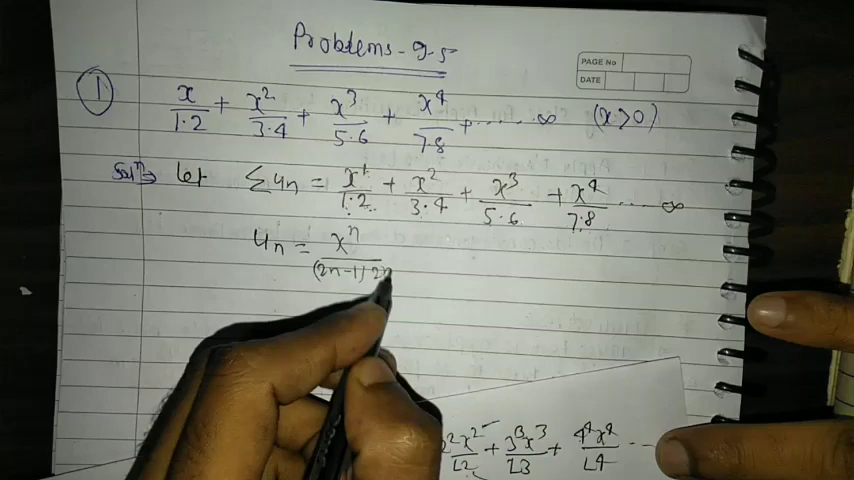 Problems-9.5
PAGE No
DATE
① x/1·2 + x²/3·4 + x³/5·6 + x⁴/7·8 + ...... ∞ (x>0)
Solⁿ⇒ let Σuₙ = x¹/1·2 + x²/3·4 + x³/5·6 + x⁴/7·8 ..... ∞
uₙ = xⁿ/(2n-1)2n
2²x²/L2 + 3³x³/L3 + 4⁴x⁴/L4 ....